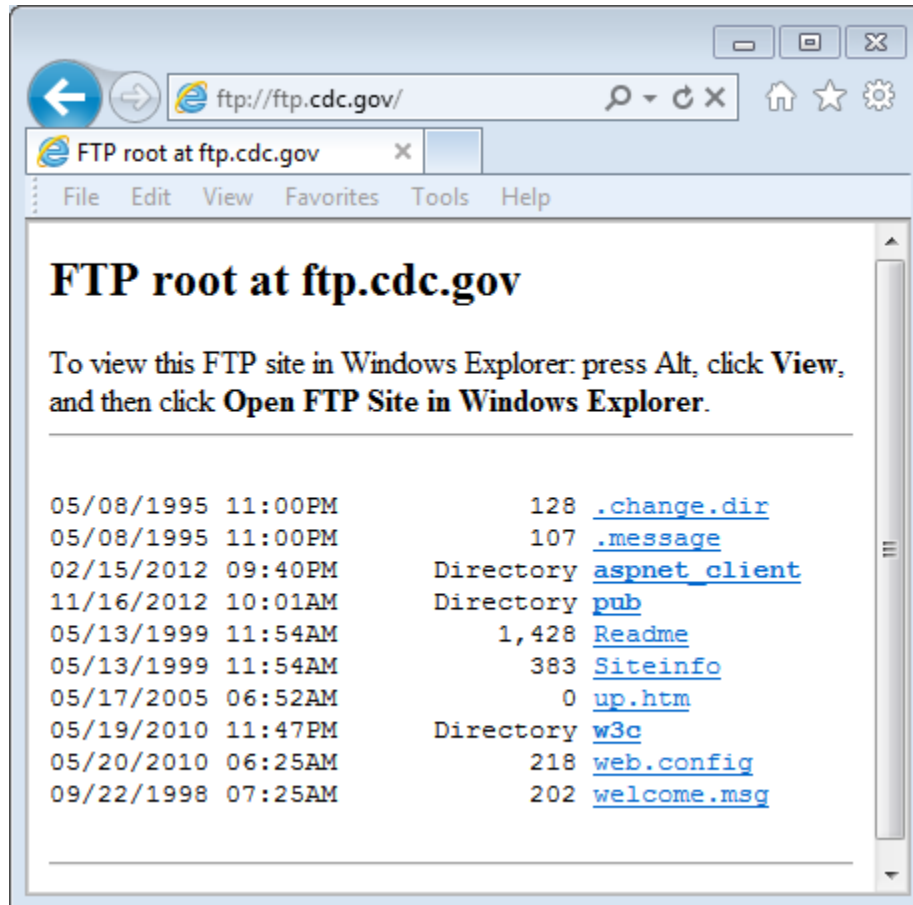 ftp://ftp.cdc.gov/
FTP root at ftp.cdc.gov
File Edit View Favorites Tools Help
FTP root at ftp.cdc.gov
To view this FTP site in Windows Explorer: press Alt, click View,
and then click Open FTP Site in Windows Explorer.
05/08/1995 11:00PM 128 .change.dir
05/08/1995 11:00PM 107 .message
02/15/2012 09:40PM Directory aspnet_client
11/16/2012 10:01AM Directory pub
05/13/1999 11:54AM 1,428 Readme
05/13/1999 11:54AM 383 Siteinfo
05/17/2005 06:52AM 0 up.htm
05/19/2010 11:47PM Directory w3c
05/20/2010 06:25AM 218 web.config
09/22/1998 07:25AM 202 welcome.msg